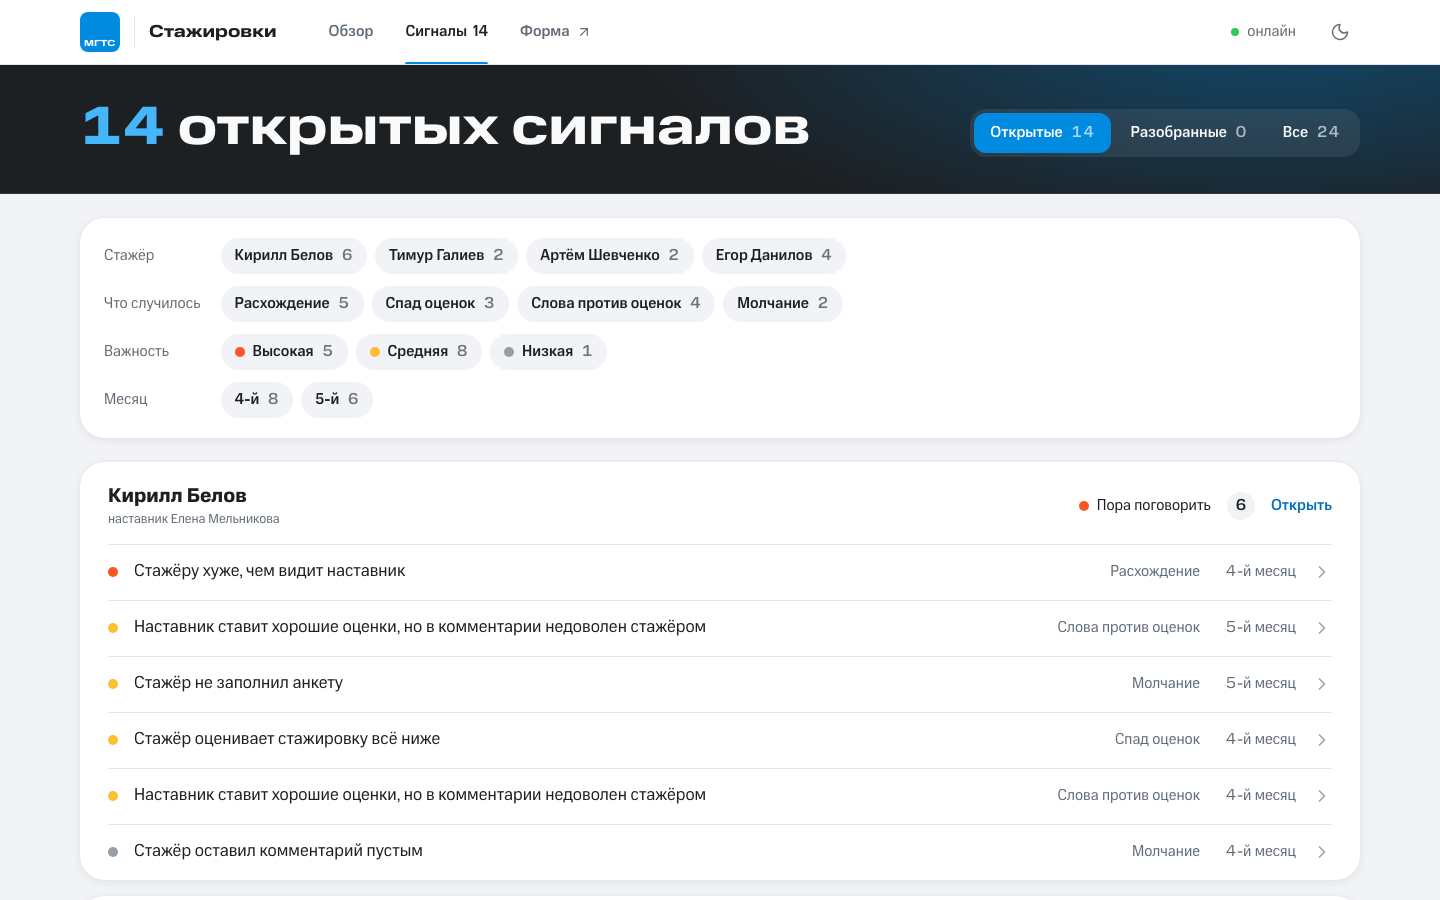 МГТС Стажировки Обзор Сигналы 14 Форма онлайн
14 открытых сигналов Открытые 14 Разобранные 0 Все 24
Стажёр Кирилл Белов 6 Тимур Галиев 2 Артём Шевченко 2 Егор Данилов 4
Что случилось Расхождение 5 Спад оценок 3 Слова против оценок 4 Молчание 2
Важность Высокая 5 Средняя 8 Низкая 1
Месяц 4-й 8 5-й 6
Кирилл Белов
наставник Елена Мельникова
Пора поговорить 6 Открыть
Стажёру хуже, чем видит наставник Расхождение 4-й месяц
Наставник ставит хорошие оценки, но в комментарии недоволен стажёром Слова против оценок 5-й месяц
Стажёр не заполнил анкету Молчание 5-й месяц
Стажёр оценивает стажировку всё ниже Спад оценок 4-й месяц
Наставник ставит хорошие оценки, но в комментарии недоволен стажёром Слова против оценок 4-й месяц
Стажёр оставил комментарий пустым Молчание 4-й месяц